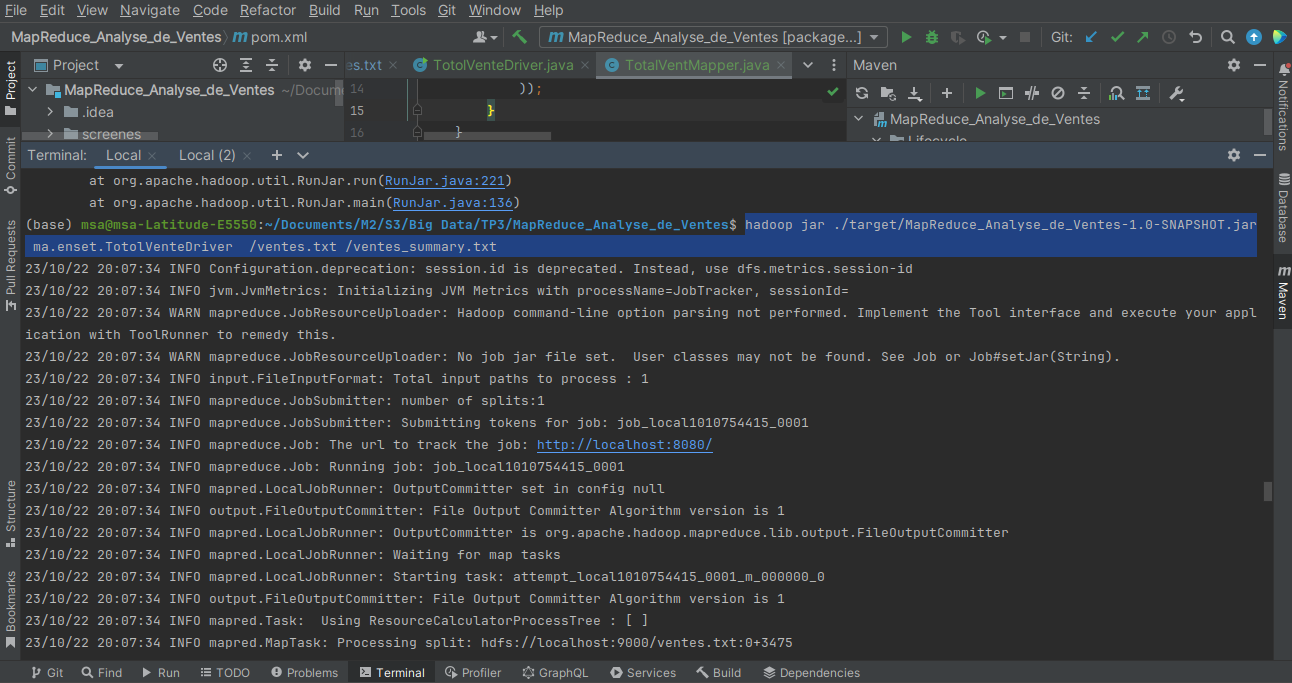 File Edit View Navigate Code Refactor Build Run Tools Git Window Help
MapReduce_Analyse_de_Ventes pom.xml
MapReduce_Analyse_de_Ventes [package...]
Git:
Project
Project
Commit
Pull Requests
Structure
Bookmarks
MapReduce_Analyse_de_Ventes ~/Docume
.idea
screenes
es.txt TotolVenteDriver.java TotalVentMapper.java
14 ));
15 }
16 }
Maven
MapReduce_Analyse_de_Ventes
Lifecycle
Notifications
Database
Maven
Terminal: Local Local (2)
at org.apache.hadoop.util.RunJar.run(RunJar.java:221)
at org.apache.hadoop.util.RunJar.main(RunJar.java:136)
(base) msa@msa-Latitude-E5550:~/Documents/M2/S3/Big Data/TP3/MapReduce_Analyse_de_Ventes$ hadoop jar ./target/MapReduce_Analyse_de_Ventes-1.0-SNAPSHOT.jar
ma.enset.TotolVenteDriver /ventes.txt /ventes_summary.txt
23/10/22 20:07:34 INFO Configuration.deprecation: session.id is deprecated. Instead, use dfs.metrics.session-id
23/10/22 20:07:34 INFO jvm.JvmMetrics: Initializing JVM Metrics with processName=JobTracker, sessionId=
23/10/22 20:07:34 WARN mapreduce.JobResourceUploader: Hadoop command-line option parsing not performed. Implement the Tool interface and execute your appl
ication with ToolRunner to remedy this.
23/10/22 20:07:34 WARN mapreduce.JobResourceUploader: No job jar file set.  User classes may not be found. See Job or Job#setJar(String).
23/10/22 20:07:34 INFO input.FileInputFormat: Total input paths to process : 1
23/10/22 20:07:34 INFO mapreduce.JobSubmitter: number of splits:1
23/10/22 20:07:34 INFO mapreduce.JobSubmitter: Submitting tokens for job: job_local1010754415_0001
23/10/22 20:07:34 INFO mapreduce.Job: The url to track the job: http://localhost:8080/
23/10/22 20:07:34 INFO mapreduce.Job: Running job: job_local1010754415_0001
23/10/22 20:07:34 INFO mapred.LocalJobRunner: OutputCommitter set in config null
23/10/22 20:07:34 INFO output.FileOutputCommitter: File Output Committer Algorithm version is 1
23/10/22 20:07:34 INFO mapred.LocalJobRunner: OutputCommitter is org.apache.hadoop.mapreduce.lib.output.FileOutputCommitter
23/10/22 20:07:34 INFO mapred.LocalJobRunner: Waiting for map tasks
23/10/22 20:07:34 INFO mapred.LocalJobRunner: Starting task: attempt_local1010754415_0001_m_000000_0
23/10/22 20:07:34 INFO output.FileOutputCommitter: File Output Committer Algorithm version is 1
23/10/22 20:07:34 INFO mapred.Task:  Using ResourceCalculatorProcessTree : [ ]
23/10/22 20:07:34 INFO mapred.MapTask: Processing split: hdfs://localhost:9000/ventes.txt:0+3475
Git Find Run TODO Problems Terminal Profiler GraphQL Services Build Dependencies